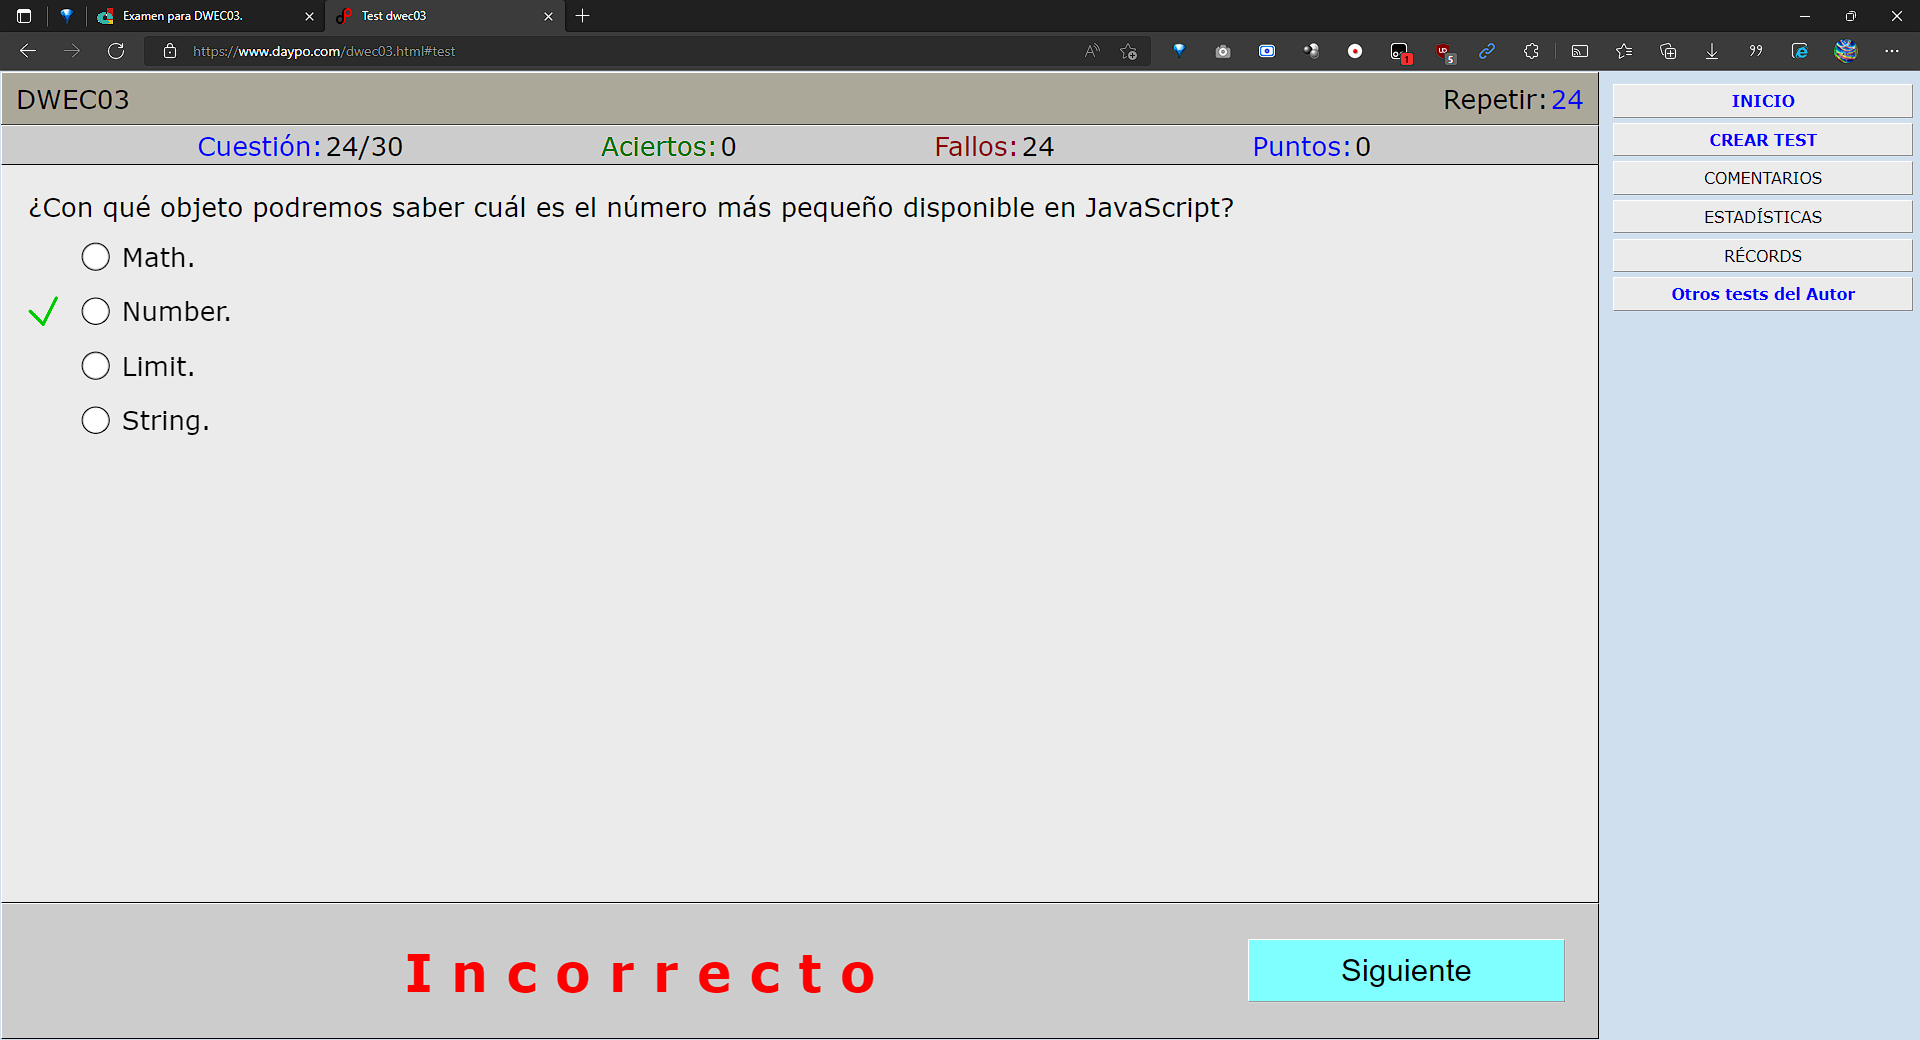 Examen para DWEC03.
Test dwec03
https://www.daypo.com/dwec03.html#test
1
5
DWEC03
Repetir: 24
Cuestión: 24/30
Aciertos: 0
Fallos: 24
Puntos: 0
¿Con qué objeto podremos saber cuál es el número más pequeño disponible en JavaScript?
Math.
Number.
Limit.
String.
Incorrecto
Siguiente
INICIO
CREAR TEST
COMENTARIOS
ESTADÍSTICAS
RÉCORDS
Otros tests del Autor